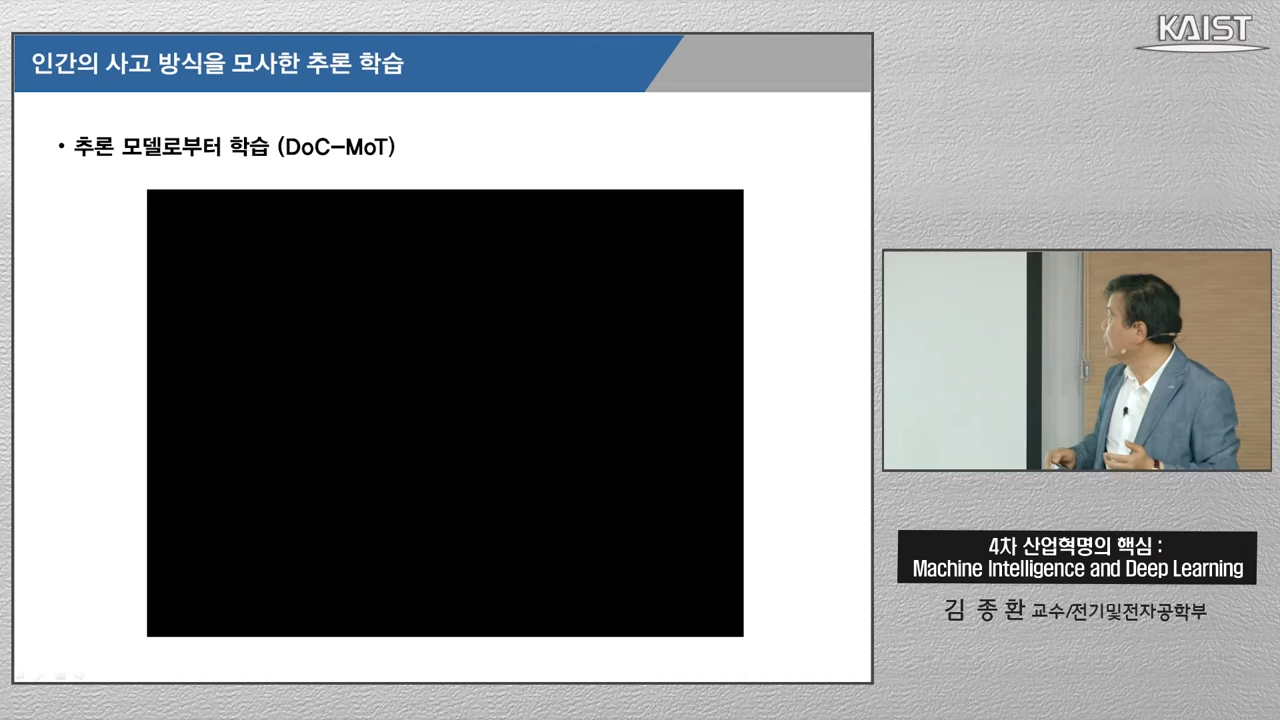 KAIST
인간의 사고 방식을 모사한 추론 학습
• 추론 모델로부터 학습 (DoC-MoT)
4차 산업혁명의 핵심 :
Machine Intelligence and Deep Learning
김 종 환 교수/전기및전자공학부